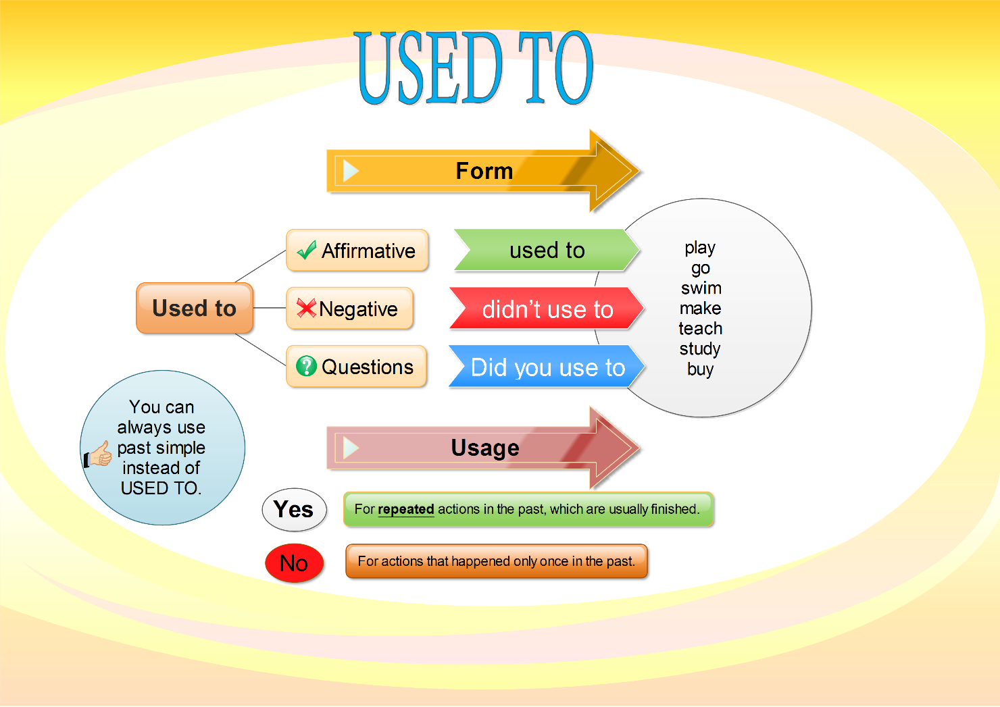 USED TO
Form
Used to
Affirmative
used to
Negative
didn't use to
? Questions
Did you use to
play
go
swim
make
teach
study
buy
You can
always use
past simple
instead of
USED TO.
Usage
Yes
For repeated actions in the past, which are usually finished.
No
For actions that happened only once in the past.